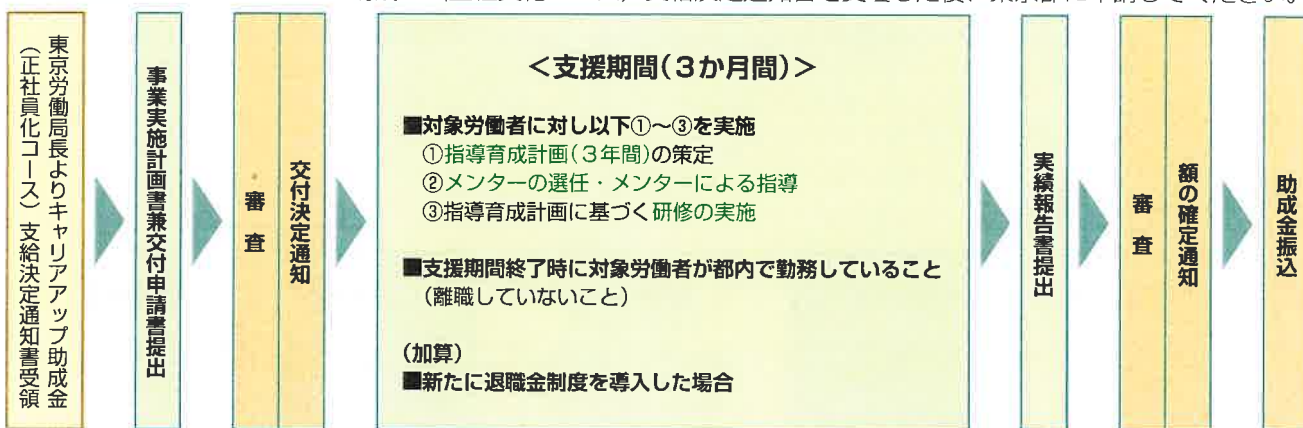 東京労働局長よりキャリアアップ助成金
（正社員化コース）支給決定通知書受領
事業実施計画書兼交付申請書提出
審査
交付決定通知
＜支援期間（３か月間）＞
■対象労働者に対し以下①～③を実施
①指導育成計画（３年間）の策定
②メンターの選任・メンターによる指導
③指導育成計画に基づく研修の実施
■支援期間終了時に対象労働者が都内で勤務していること
（離職していないこと）
（加算）
■新たに退職金制度を導入した場合
実績報告書提出
審査
額の確定通知
助成金振込